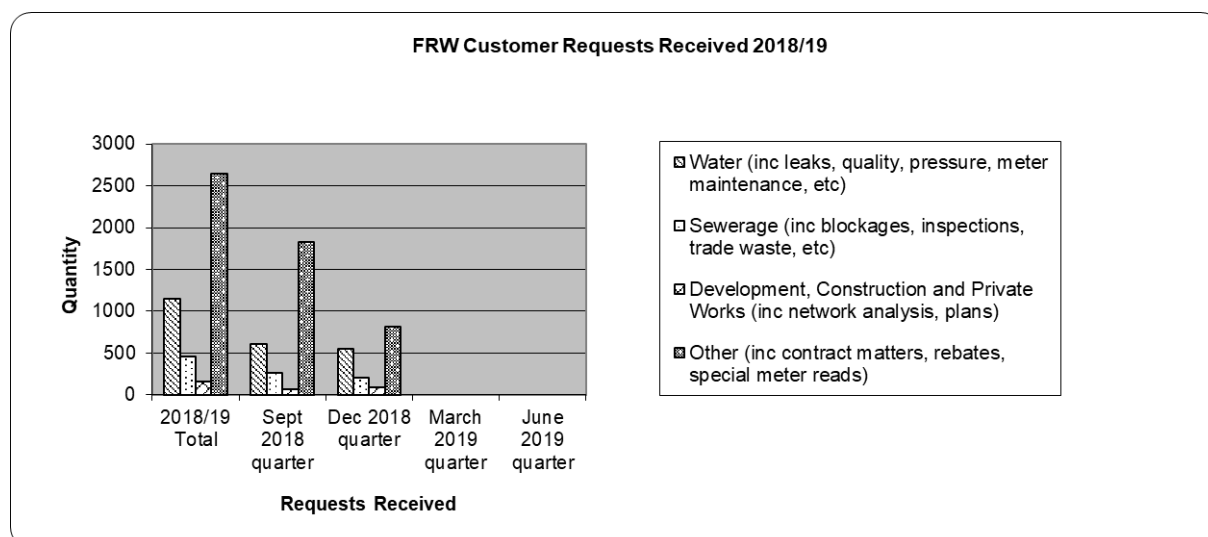 FRW Customer Requests Received 2018/19
3000
2500
2000
1500
1000
500
0
Quantity
2018/19
Total
Sept
2018
quarter
Dec 2018
quarter
March
2019
quarter
June
2019
quarter
Requests Received
Water (inc leaks, quality, pressure, meter
maintenance, etc)
Sewerage (inc blockages, inspections,
trade waste, etc)
Development, Construction and Private
Works (inc network analysis, plans)
Other (inc contract matters, rebates,
special meter reads)